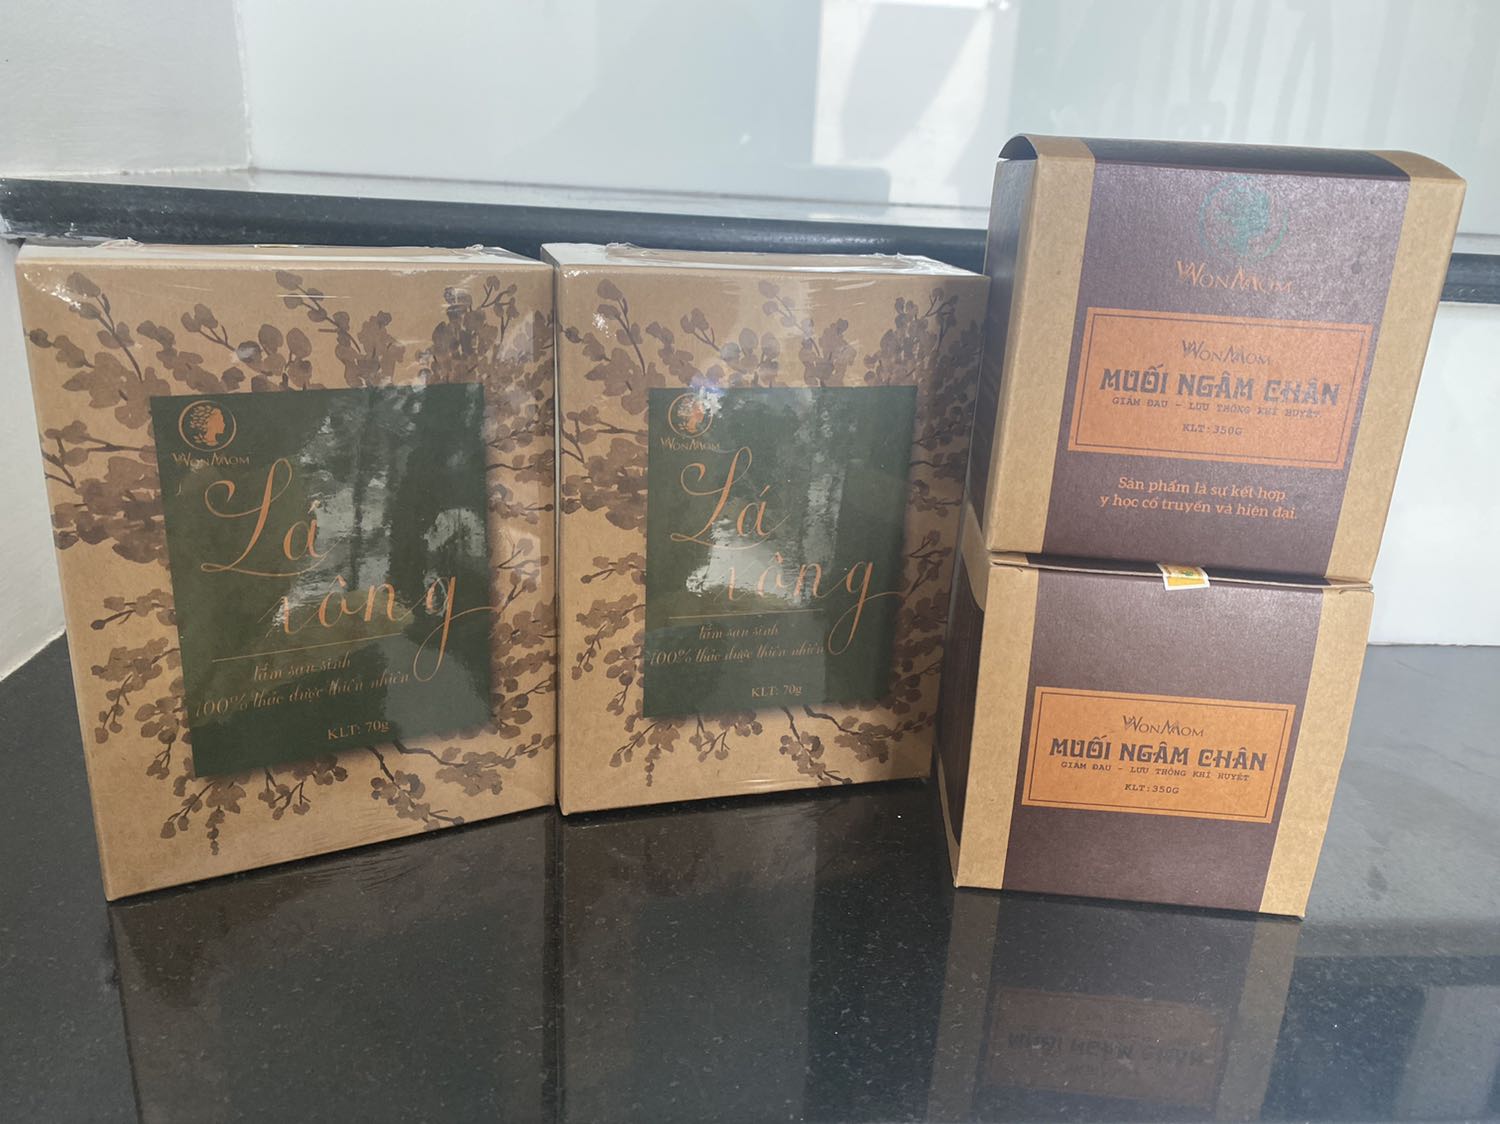 WONMOM
Lá
xông
tắm sau sinh
100% thảo dược thiên nhiên
KLT: 70g
WONMOM
Lá
xông
tắm sau sinh
100% thảo dược thiên nhiên
KLT: 70g
WONMOM
WONMOM
MUỐI NGÂM CHÂN
GIẢM ĐAU - LƯU THÔNG KHÍ HUYẾT
KLT:350G
Sản phẩm là sự kết hợp
y học cổ truyền và hiện đại.
WONMOM
MUỐI NGÂM CHÂN
GIẢM ĐAU - LƯU THÔNG KHÍ HUYẾT
KLT:350G